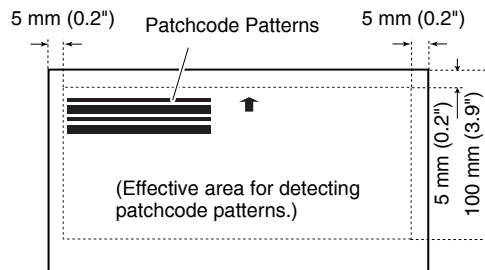 5 mm (0.2")
Patchcode Patterns
5 mm (0.2")
5 mm (0.2")
100 mm (3.9")
(Effective area for detecting
patchcode patterns.)